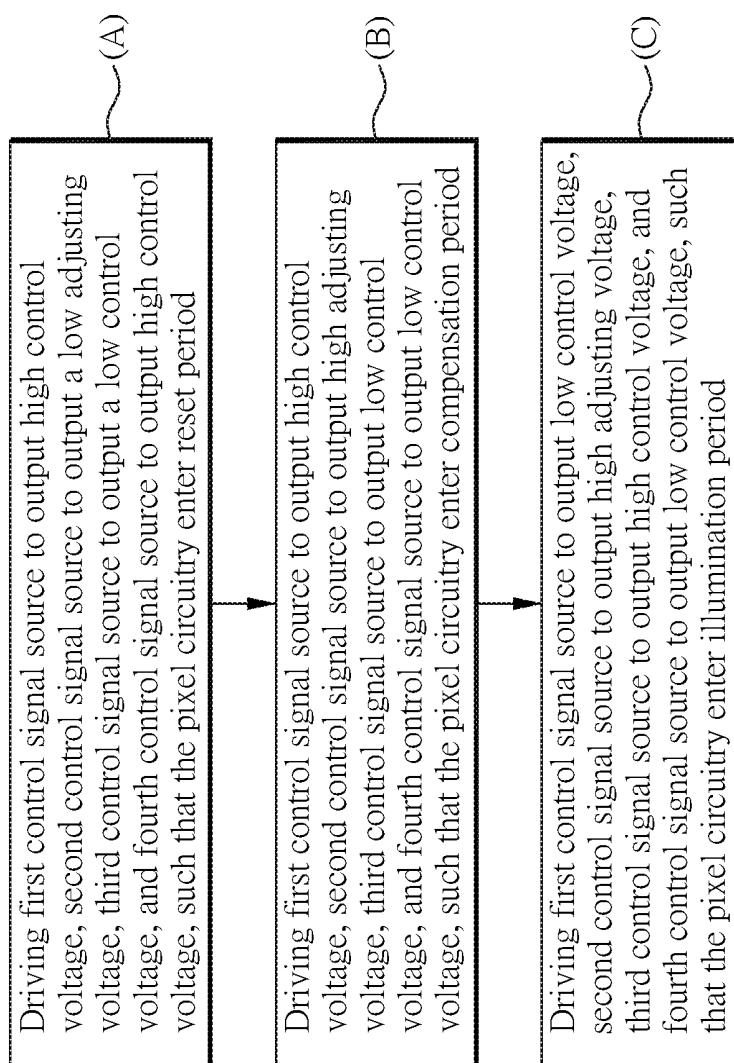 Driving first control signal source to output high control
voltage, second control signal source to output a low adjusting
voltage, third control signal source to output a low control
voltage, and fourth control signal source to output high control
voltage, such that the pixel circuitry enter reset period
(A)
Driving first control signal source to output high control
voltage, second control signal source to output high adjusting
voltage, third control signal source to output low control
voltage, and fourth control signal source to output low control
voltage, such that the pixel circuitry enter compensation period
(B)
Driving first control signal source to output low control voltage,
second control signal source to output high adjusting voltage,
third control signal source to output high control voltage, and
fourth control signal source to output low control voltage, such
that the pixel circuitry enter illumination period
(C)